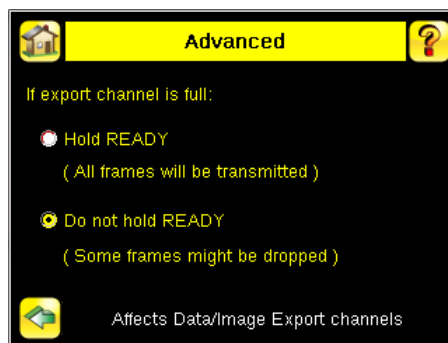 Advanced
?
If export channel is full:
Hold READY
( All frames will be transmitted )
Do not hold READY
( Some frames might be dropped )
Affects Data/Image Export channels